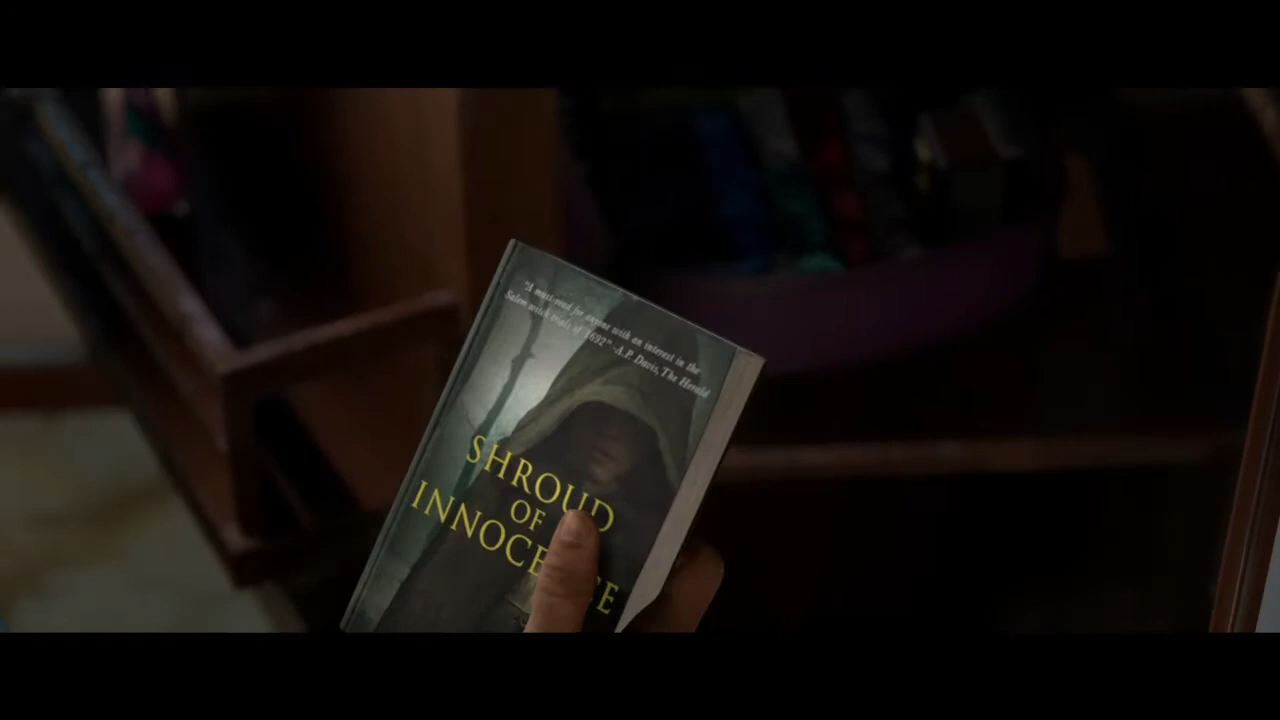 "A must-read for anyone with an interest in the
Salem witch trials of 1692" -A.P. Davis, The Herald
SHROUD
OF
INNOCE CE